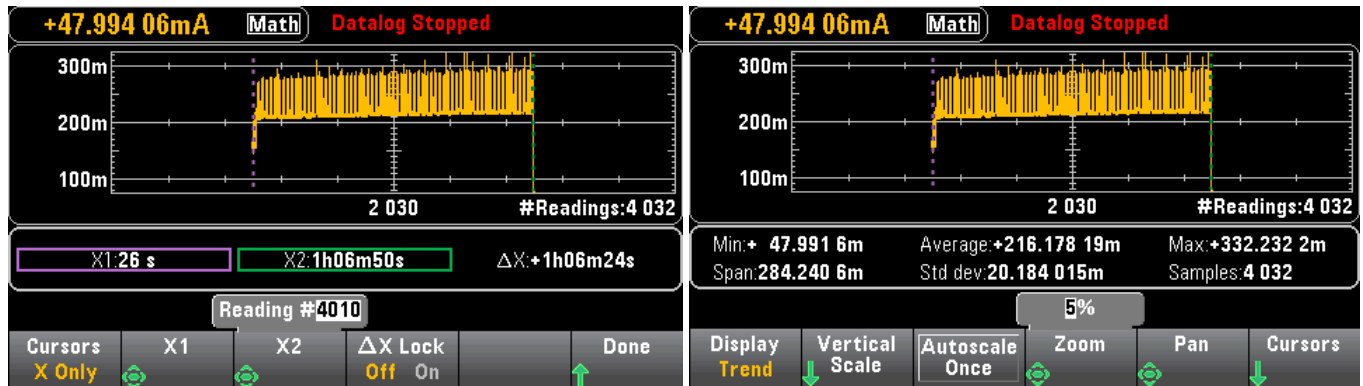 +47.994 06mA Math Datalog Stopped
300m
200m
100m
2 030 #Readings:4 032
X1:26 s X2:1h06m50s ΔX:+1h06m24s
Reading #4010
Cursors X1 X2 ΔX Lock Done
X Only Off On
+47.994 06mA Math Datalog Stopped
300m
200m
100m
2 030 #Readings:4 032
Min:+ 47.991 6m Average:+216.178 19m Max:+332.232 2m
Span:284.240 6m Std dev:20.184 015m Samples:4 032
5%
Display Vertical Autoscale Zoom Pan Cursors
Trend Scale Once